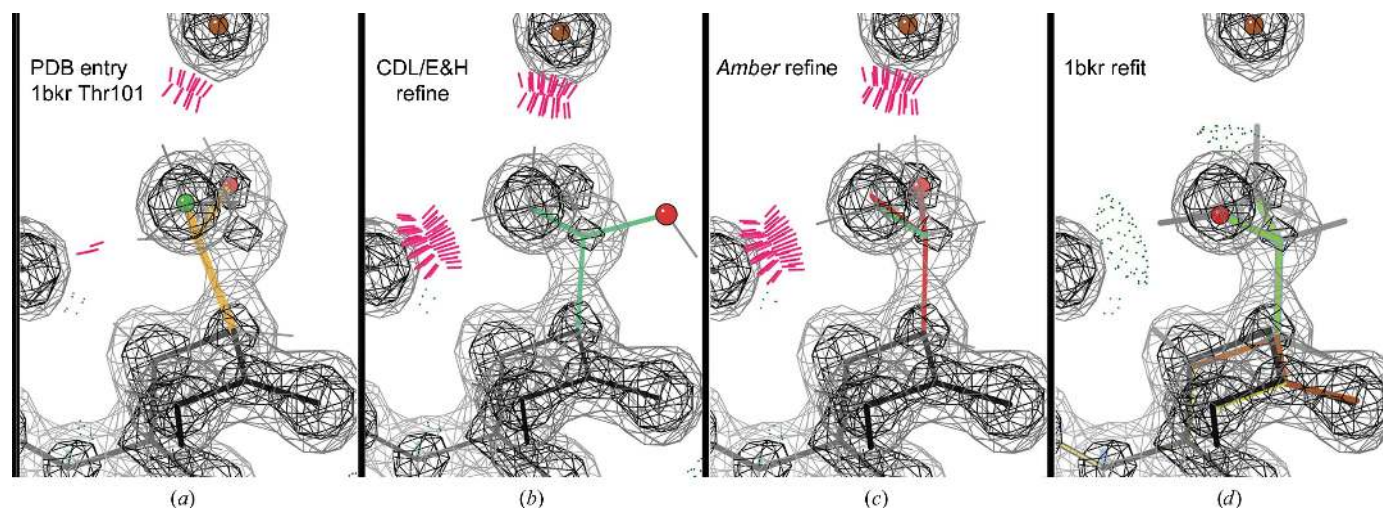 PDB entry
1bkr Thr101
CDL/E&H
refine
Amber refine
1bkr refit
(a)
(b)
(c)
(d)